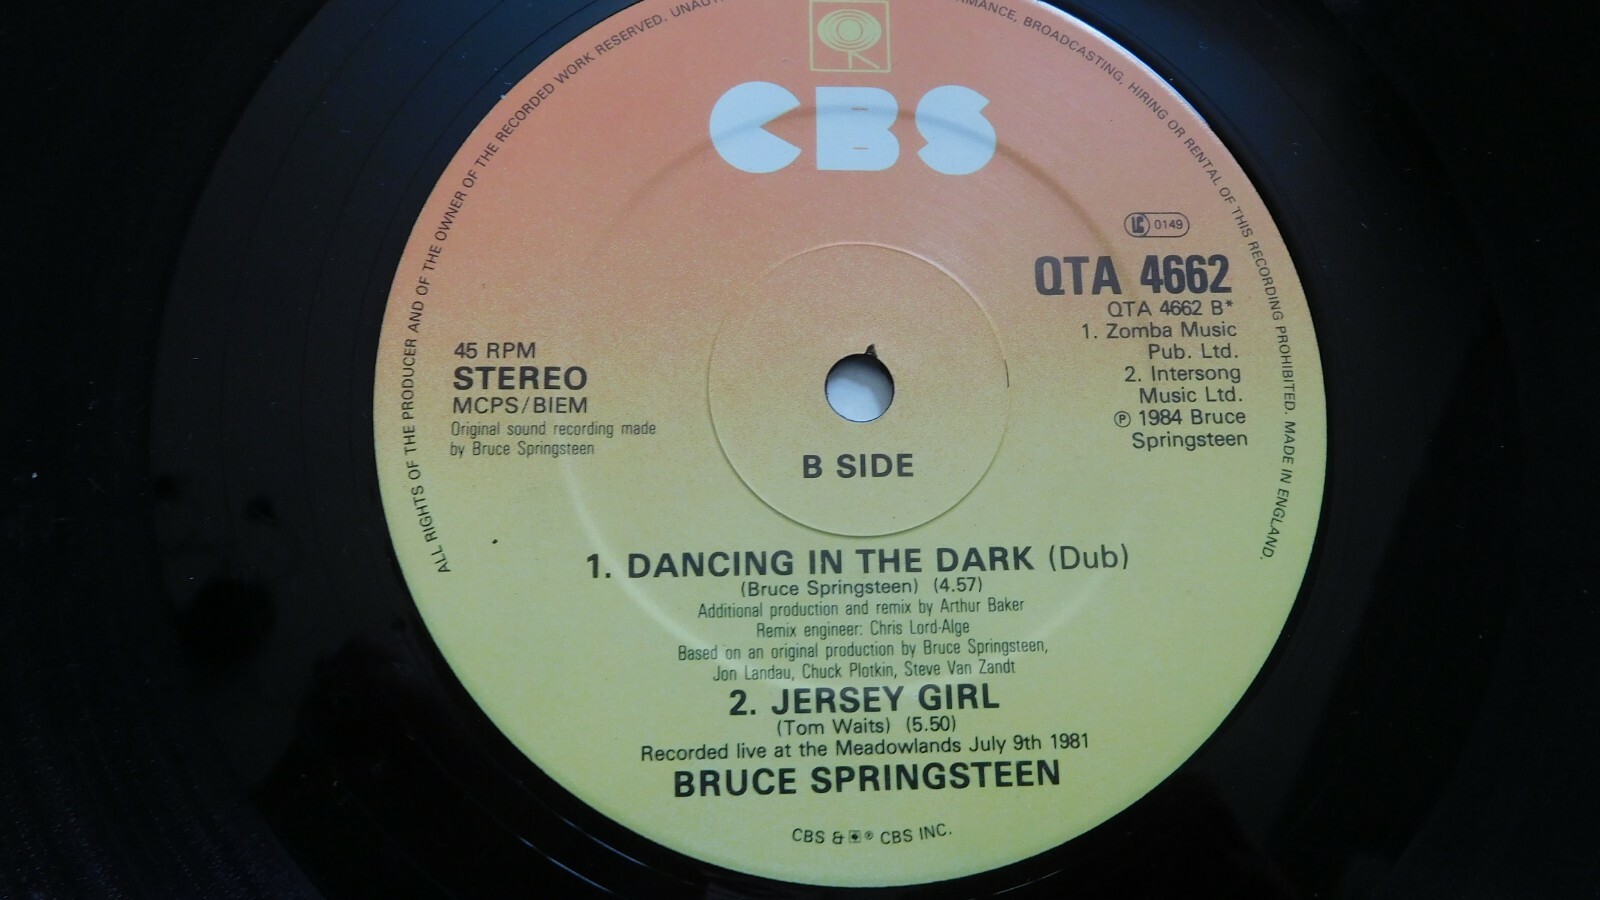 ALL RIGHTS OF THE PRODUCER AND OF THE OWNER OF THE RECORDED WORK RESERVED.
BROADCASTING, HIRING OR RENTAL OF THIS RECORDING PROHIBITED. MADE IN ENGLAND.
CBS
LC 0149
QTA 4662
QTA 4662 B*
1. Zomba Music
Pub. Ltd.
2. Intersong
Music Ltd.
℗ 1984 Bruce
Springsteen
45 RPM
STEREO
MCPS/BIEM
Original sound recording made
by Bruce Springsteen
B SIDE
1. DANCING IN THE DARK (Dub)
(Bruce Springsteen) (4.57)
Additional production and remix by Arthur Baker
Remix engineer: Chris Lord-Alge
Based on an original production by Bruce Springsteen,
Jon Landau, Chuck Plotkin, Steve Van Zandt
2. JERSEY GIRL
(Tom Waits) (5.50)
Recorded live at the Meadowlands July 9th 1981
BRUCE SPRINGSTEEN
CBS & ® CBS INC.